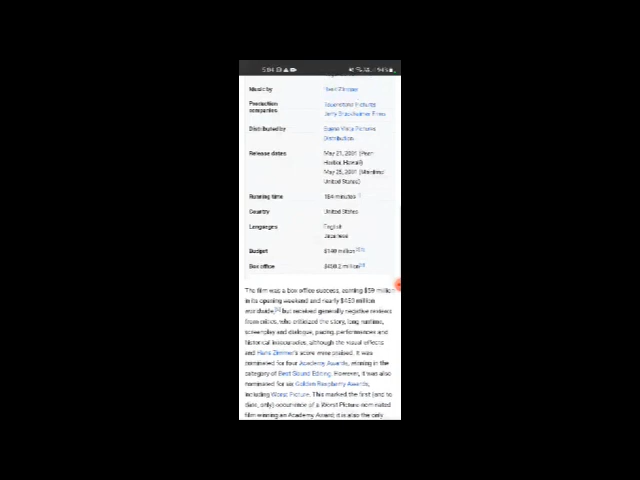 5:04 94%
Music by Hans Zimmer
Production Touchstone Pictures
companies Jerry Bruckheimer Films
Distributed by Buena Vista Pictures
Distribution
Release dates May 21, 2001 (Pearl
Harbor, Hawaii)
May 25, 2001
United States)
Running time 184 minutes
Country United States
Languages English
Japanese
Budget $140 million
Box office million
The film was a box office success, earning $59 million
in its opening weekend and nearly $450 million
worldwide, but received generally negative reviews
from critics, who criticized the story, long runtime,
screenplay and dialogue, pacing, performances and
historical inaccuracies, although the visual effects
and Hans Zimmer's score were praised. It was
nominated for four Academy Awards, winning in the
category of Best Sound Editing. However, it was also
nominated for six Golden Raspberry Awards,
including Worst Picture. This marked the first (and to
date, only) occurrence of a Worst Picture-nominated
film winning an Academy Award; it is also the only